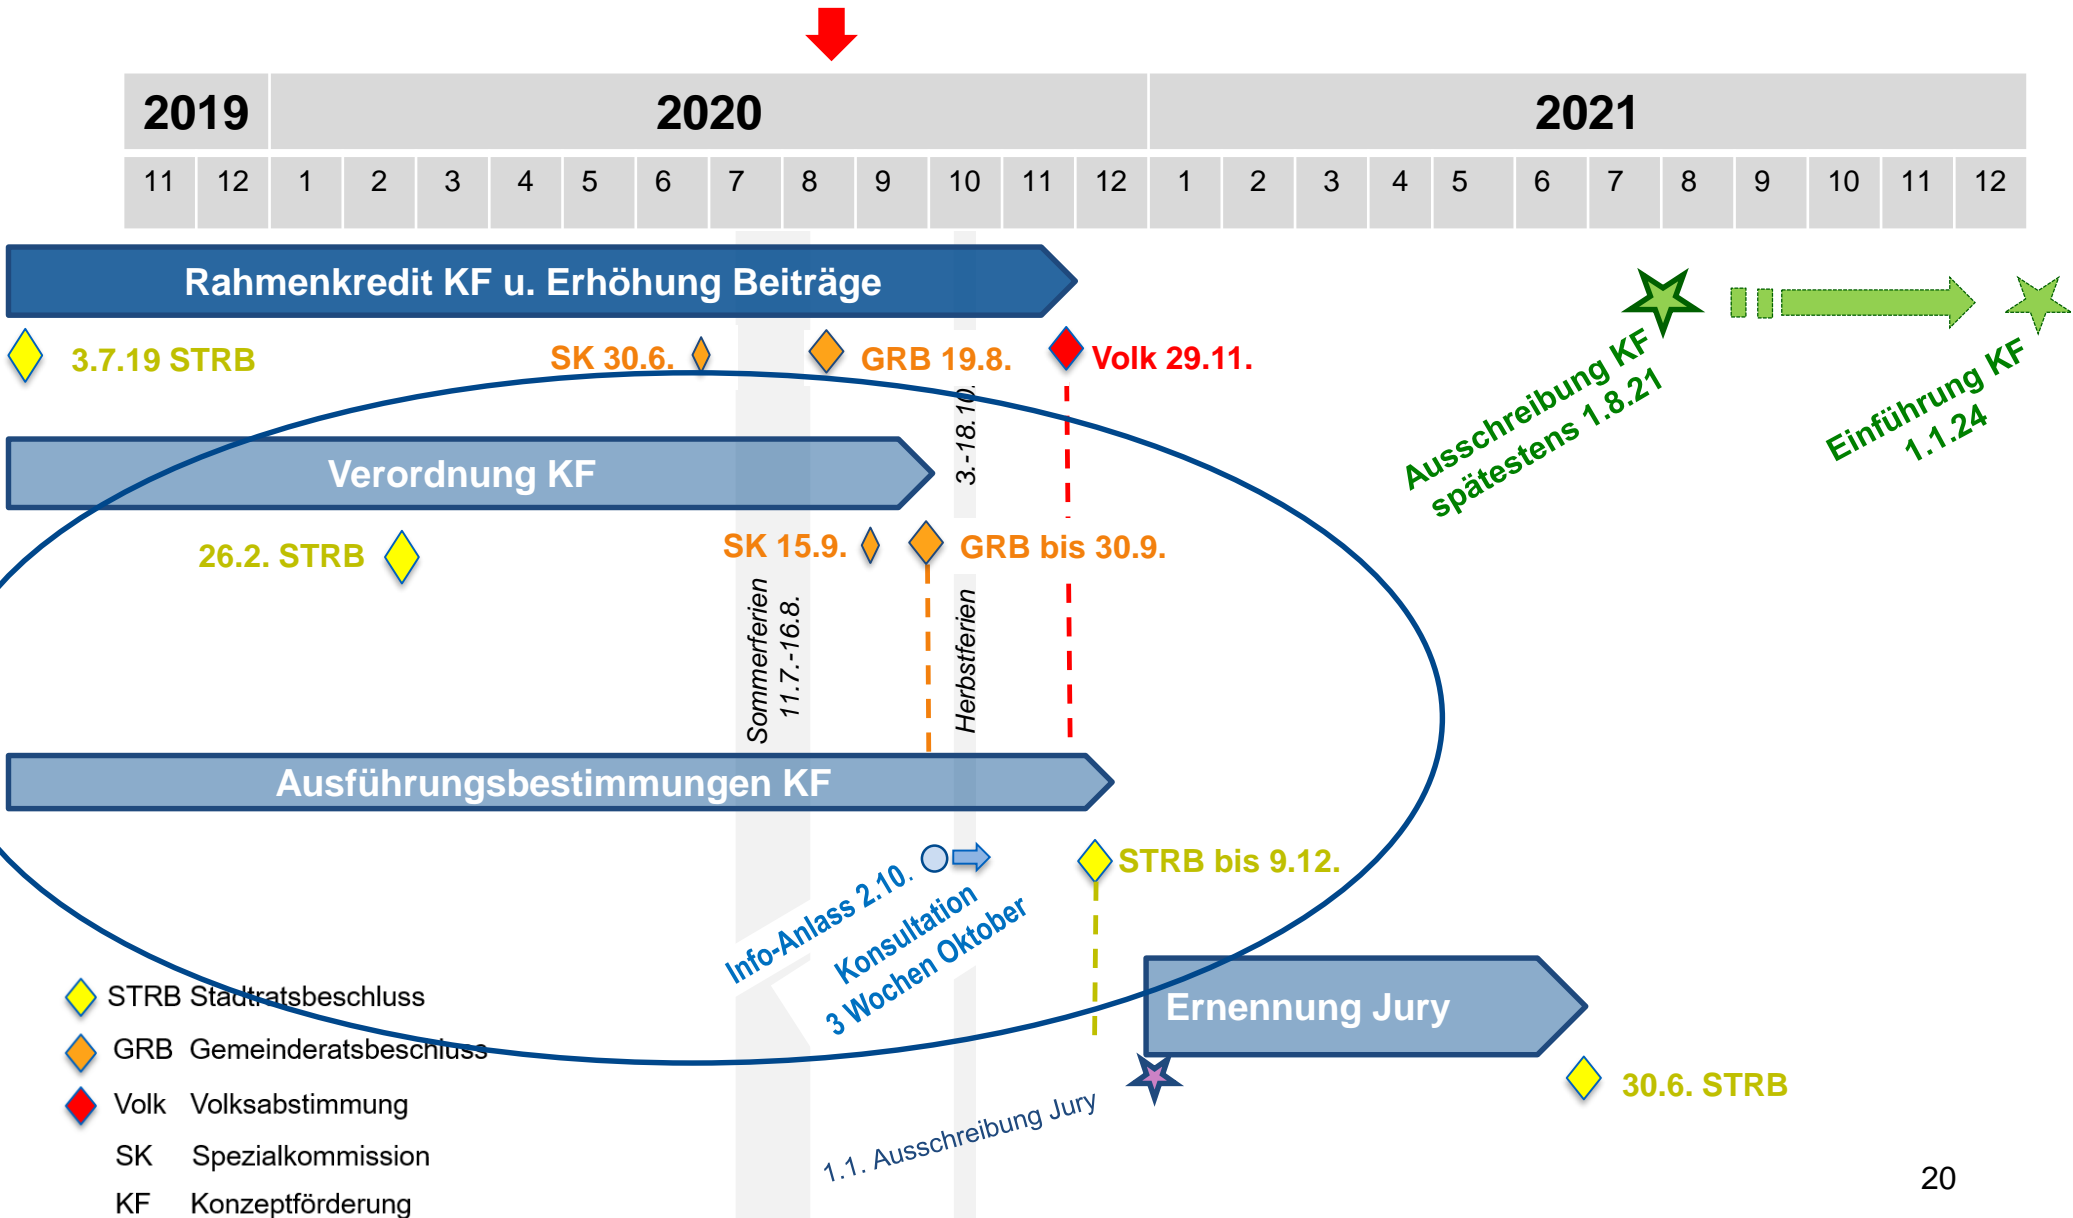 2019 2020 2021
11 12 1 2 3 4 5 6 7 8 9 10 11 12 1 2 3 4 5 6 7 8 9 10 11 12
Rahmenkredit KF u. Erhöhung Beiträge
3.7.19 STRB
SK 30.6.
GRB 19.8.
Volk 29.11.
Ausschreibung KF
spätestens 1.8.21
Einführung KF
1.1.24
Verordnung KF
26.2. STRB
SK 15.9.
GRB bis 30.9.
Sommerferien
11.7.-16.8.
Herbstferien 3.-18.10.
Ausführungsbestimmungen KF
Info-Anlass 2.10.
Konsultation
3 Wochen Oktober
STRB bis 9.12.
Ernennung Jury
1.1. Ausschreibung Jury
30.6. STRB
STRB Stadtratsbeschluss
GRB Gemeinderatsbeschluss
Volk Volksabstimmung
SK Spezialkommission
KF Konzeptförderung
20